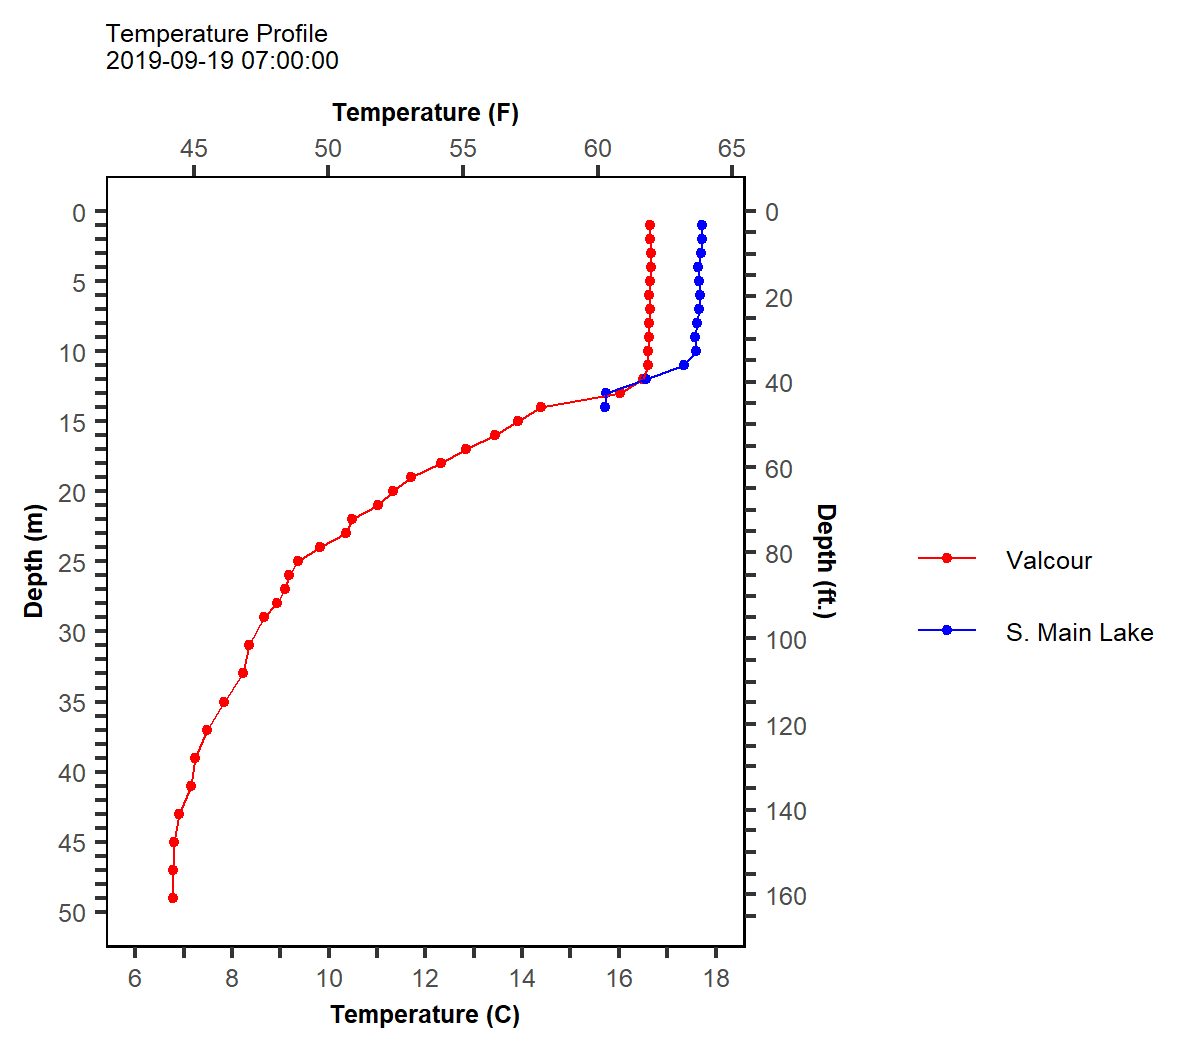 Temperature Profile
2019-09-19 07:00:00
Temperature (F)
45 50 55 60 65
0 0
5
10
15
20
25
30
35
40
45
50
20
40
60
80
100
120
140
160
Depth (m)
Depth (ft.)
Valcour
S. Main Lake
6 8 10 12 14 16 18
Temperature (C)